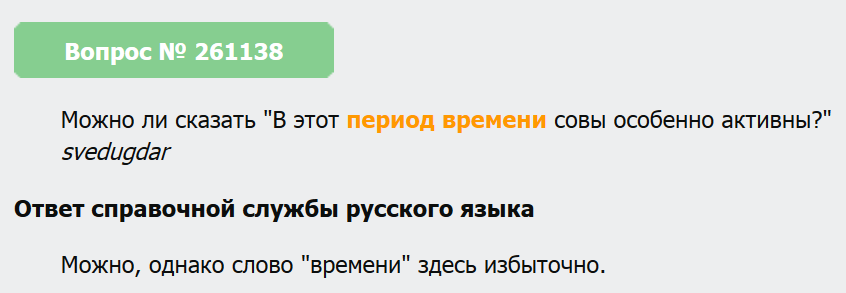 Вопрос № 261138
Можно ли сказать "В этот период времени совы особенно активны?"
svedugdar
Ответ справочной службы русского языка
Можно, однако слово "времени" здесь избыточно.